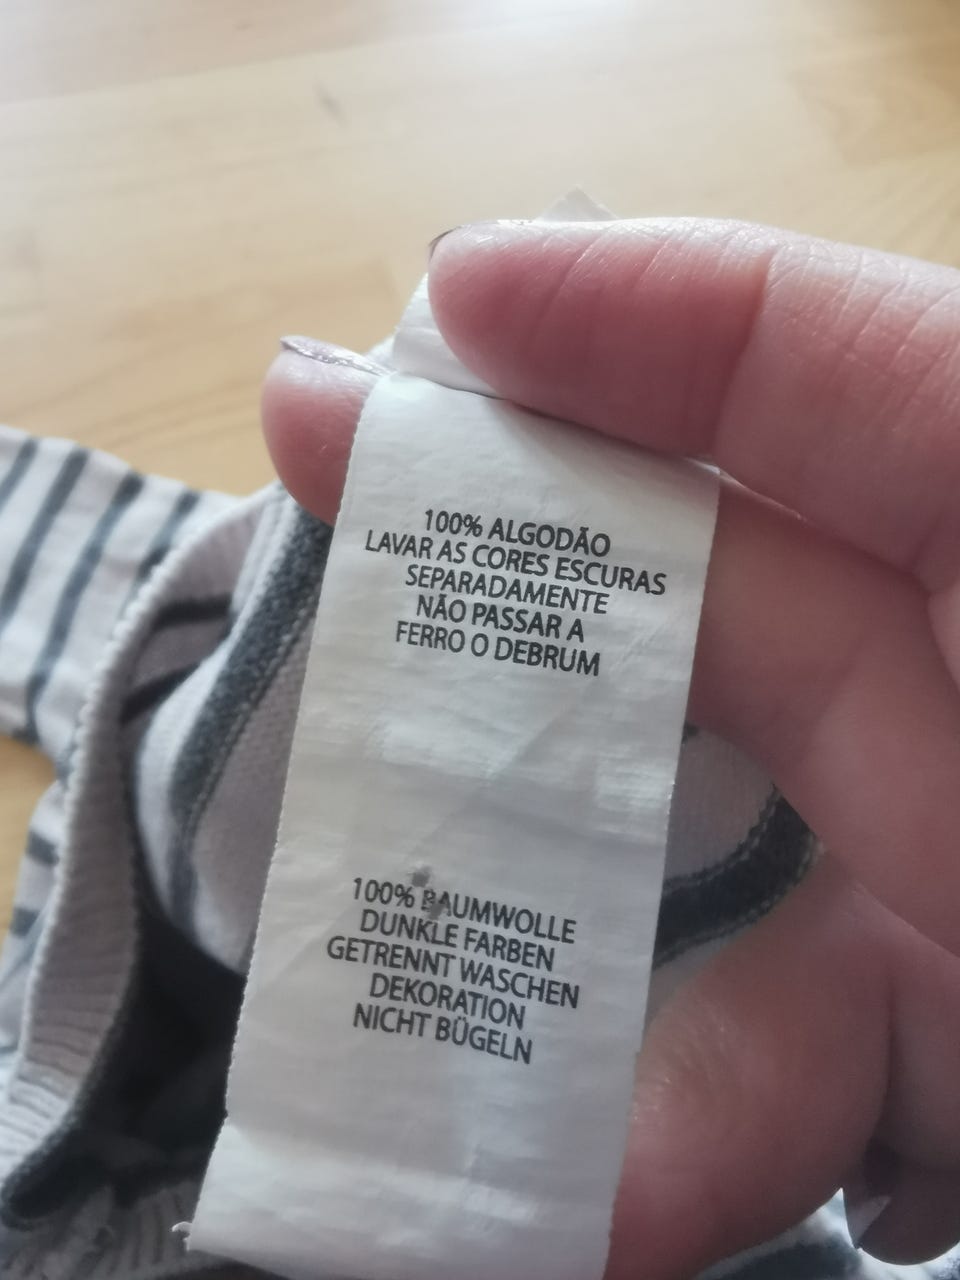 100% ALGODÃO
LAVAR AS CORES ESCURAS
SEPARADAMENTE
NÃO PASSAR A
FERRO O DEBRUM
100% BAUMWOLLE
DUNKLE FARBEN
GETRENNT WASCHEN
DEKORATION
NICHT BÜGELN